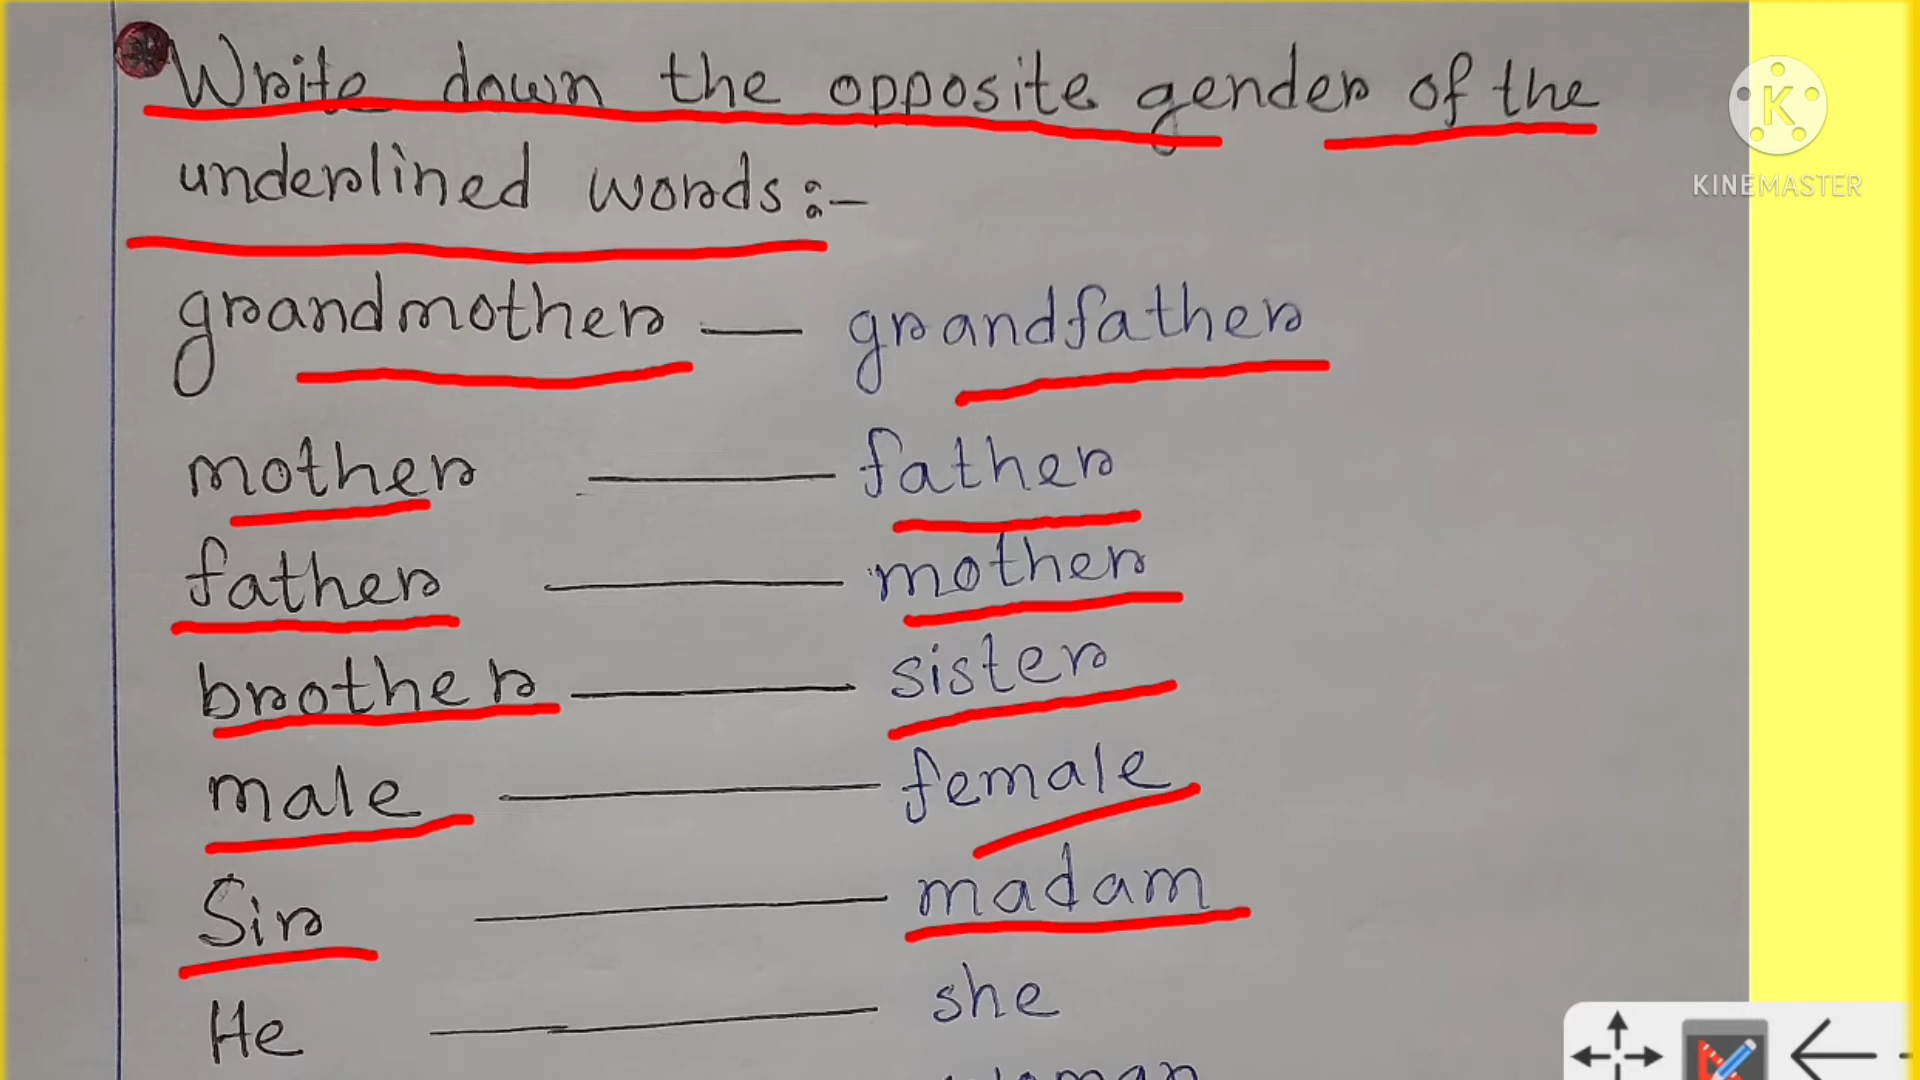 Write down the opposite gender of the
underlined words:-
grandmother — grandfather
mother — father
father — mother
brother — sister
male — female
Sir — madam
He — she
K
KINEMASTER